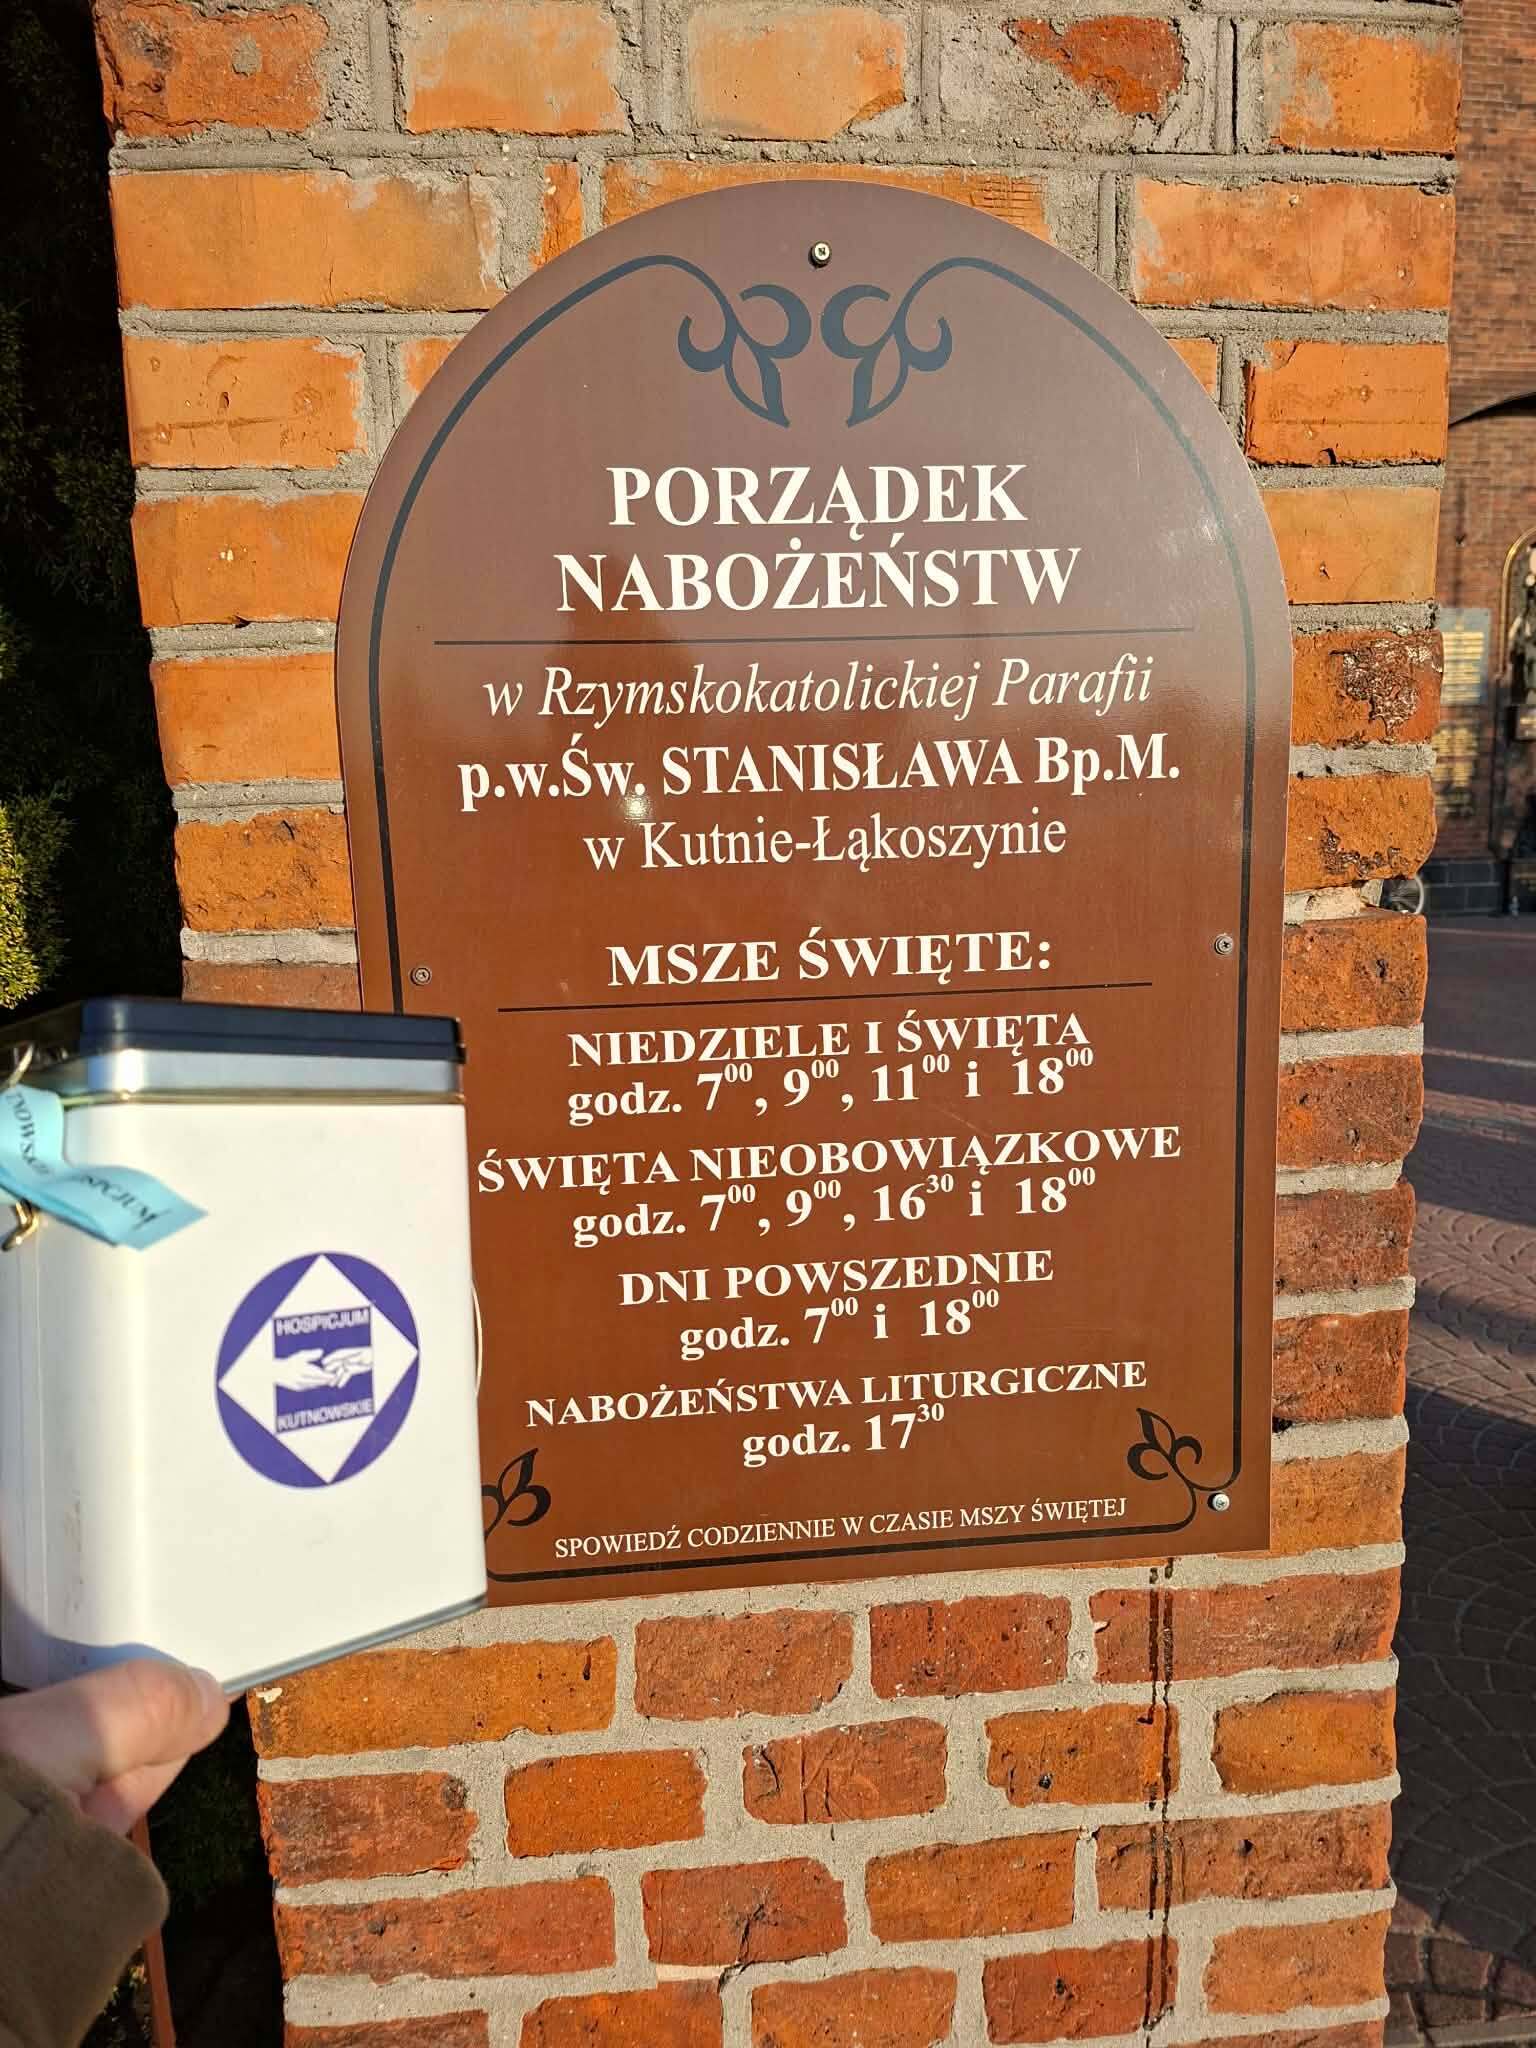 PORZĄDEK
NABOŻEŃSTW
w Rzymskokatolickiej Parafii
p.w.Św. STANISŁAWA Bp.M.
w Kutnie-Łąkoszynie
MSZE ŚWIĘTE:
NIEDZIELE I ŚWIĘTA
godz. 7⁰⁰, 9⁰⁰, 11⁰⁰ i 18⁰⁰
ŚWIĘTA NIEOBOWIĄZKOWE
godz. 7⁰⁰, 9⁰⁰, 16³⁰ i 18⁰⁰
DNI POWSZEDNIE
godz. 7⁰⁰ i 18⁰⁰
NABOŻEŃSTWA LITURGICZNE
godz. 17³⁰
SPOWIEDŹ CODZIENNIE W CZASIE MSZY ŚWIĘTEJ
HOSPICJUM
KUTNOWSKIE